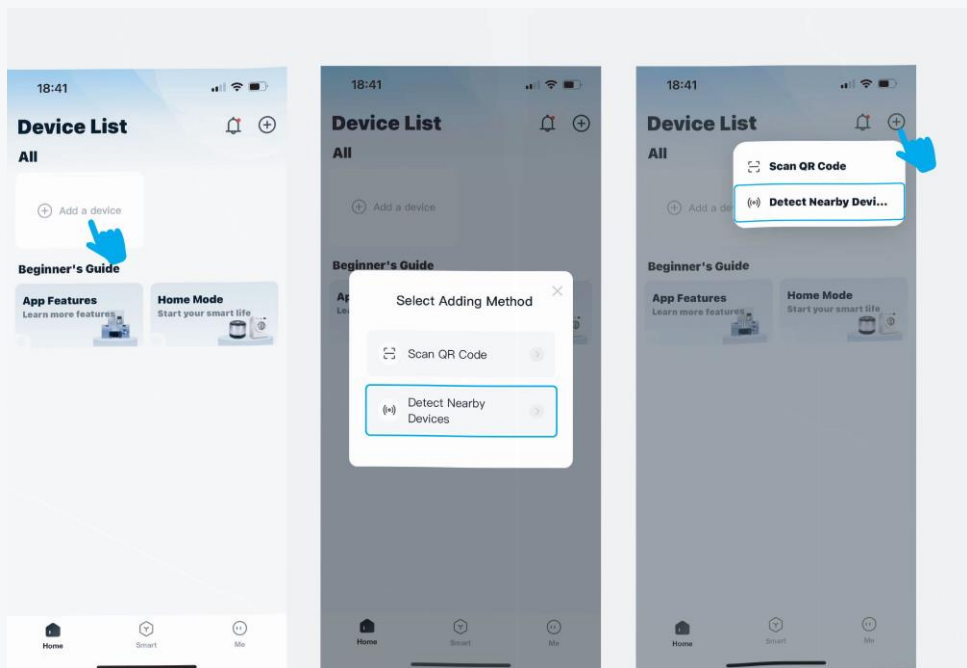 18:41
Device List
All
Add a device
Beginner's Guide
App Features
Learn more features
Home Mode
Start your smart life
Home
Smart
Me
18:41
Device List
All
Add a device
Beginner's Guide
Select Adding Method
Scan QR Code
Detect Nearby
Devices
Home
Smart
Me
18:41
Device List
All
Scan QR Code
Detect Nearby Devi...
Add a de
Beginner's Guide
App Features
Learn more features
Home Mode
Start your smart life
Home
Smart
Me